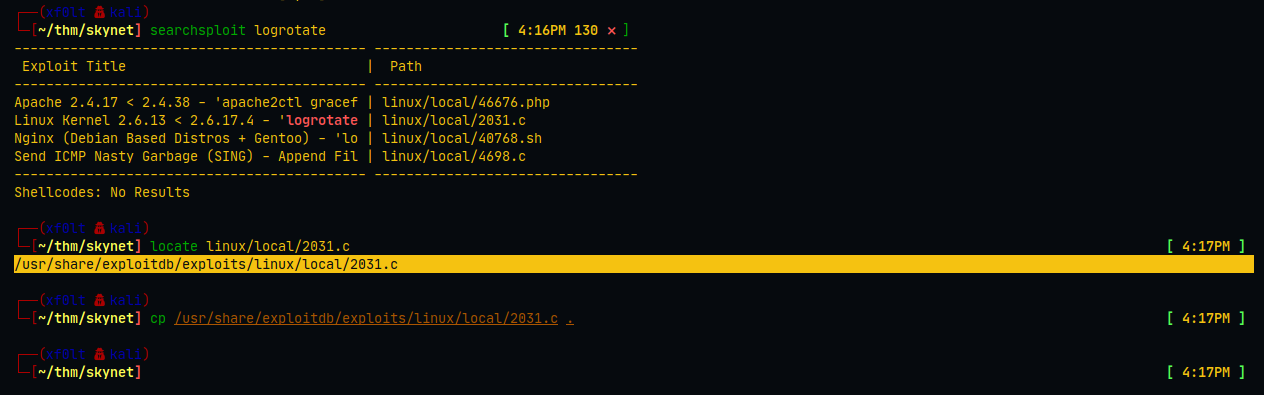 ┌──(xf0lt 💀 kali)
└─[~/thm/skynet] searchsploit logrotate [ 4:16PM 130 ✗ ]
------------------------------------------- --------------------------------
Exploit Title | Path
------------------------------------------- --------------------------------
Apache 2.4.17 < 2.4.38 - 'apache2ctl gracef | linux/local/46676.php
Linux Kernel 2.6.13 < 2.6.17.4 - 'logrotate | linux/local/2031.c
Nginx (Debian Based Distros + Gentoo) - 'lo | linux/local/40768.sh
Send ICMP Nasty Garbage (SING) - Append Fil | linux/local/4698.c
------------------------------------------- --------------------------------
Shellcodes: No Results
┌──(xf0lt 💀 kali)
└─[~/thm/skynet] locate linux/local/2031.c [ 4:17PM ]
/usr/share/exploitdb/exploits/linux/local/2031.c
┌──(xf0lt 💀 kali)
└─[~/thm/skynet] cp /usr/share/exploitdb/exploits/linux/local/2031.c . [ 4:17PM ]
┌──(xf0lt 💀 kali)
└─[~/thm/skynet] [ 4:17PM ]